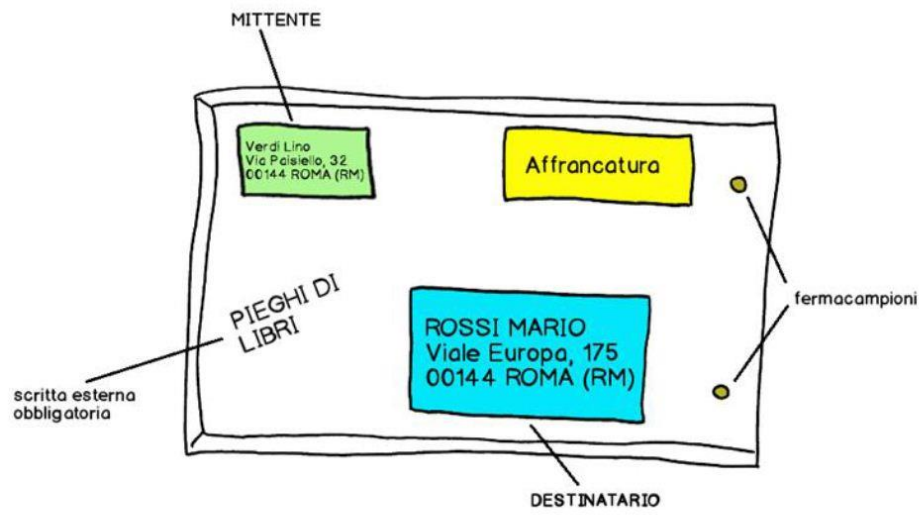 MITTENTE
Verdi Lino
Via Paisiello, 32
00144 ROMA (RM)
Affrancatura
PIEGHI DI
LIBRI
ROSSI MARIO
Viale Europa, 175
00144 ROMA (RM)
fermacampioni
scritta esterna
obbligatoria
DESTINATARIO